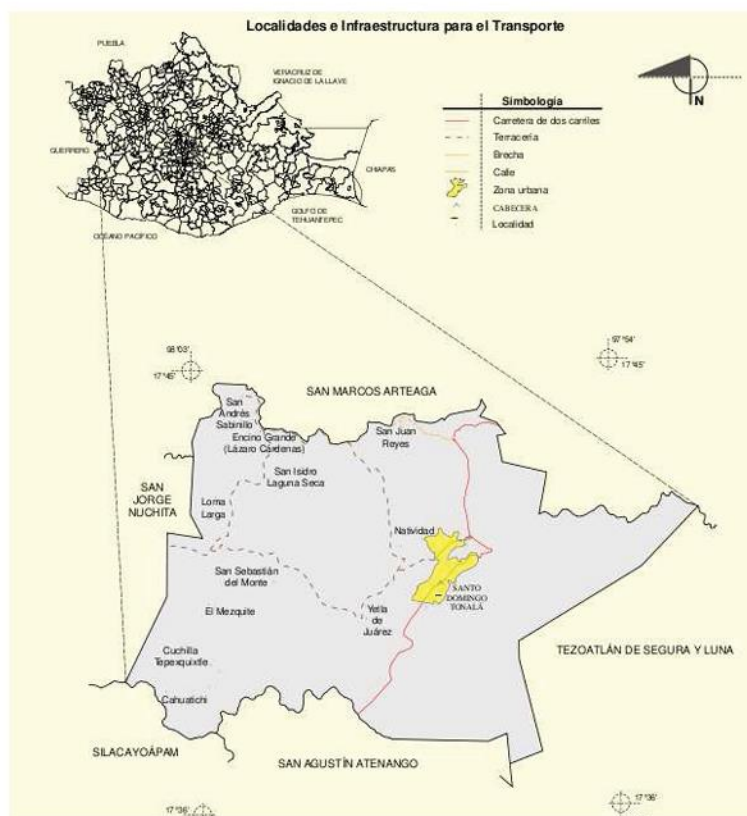 Localidades e Infraestructura para el Transporte
PUEBLA
VERACRUZ DE
IGNACIO DE LA LLAVE
GUERRERO
CHIAPAS
GOLFO DE
TEHUANTEPEC
OCÉANO PACÍFICO
N
Simbología
Carretera de dos carriles
Terracería
Brecha
Calle
Zona urbana
CABECERA
Localidad
98°03'
17°45'
97°54'
17°45'
SAN MARCOS ARTEAGA
San
Andrés
Sabinillo
Encino Grande
(Lázaro Cárdenas)
San Juan
Reyes
San Isidro
Laguna Seca
SAN
JORGE
NUCHITA
Loma
Larga
Natividad
San Sebastián
del Monte
SANTO
DOMINGO
TONALÁ
El Mezquite
Yetla
de
Juárez
Cuchilla
Tepexquixtle
TEZOATLÁN DE SEGURA Y LUNA
Cahuatichi
SILACAYOÁPAM
SAN AGUSTÍN ATENANGO
17°36'
17°36'